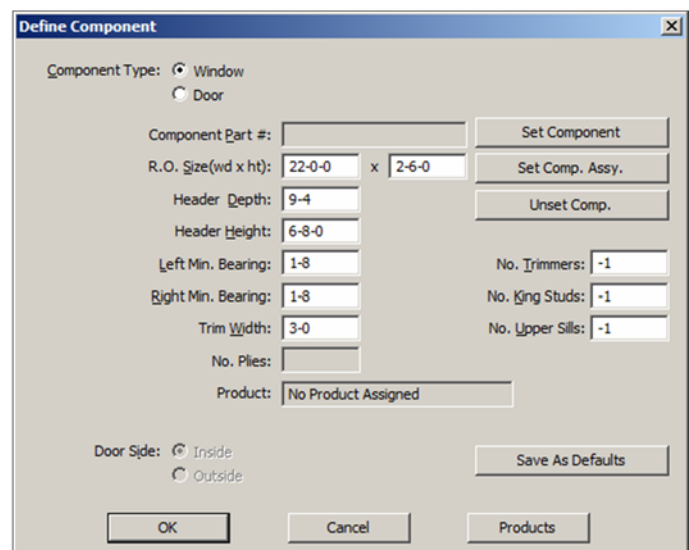 Define Component
Component Type: Window
Door
Component Part #: Set Component
R.O. Size(wd x ht): 22-0-0 x 2-6-0 Set Comp. Assy.
Header Depth: 9-4 Unset Comp.
Header Height: 6-8-0
Left Min. Bearing: 1-8 No. Trimmers: -1
Right Min. Bearing: 1-8 No. King Studs: -1
Trim Width: 3-0 No. Upper Sills: -1
No. Plies:
Product: No Product Assigned
Door Side: Inside Save As Defaults
Outside
OK Cancel Products